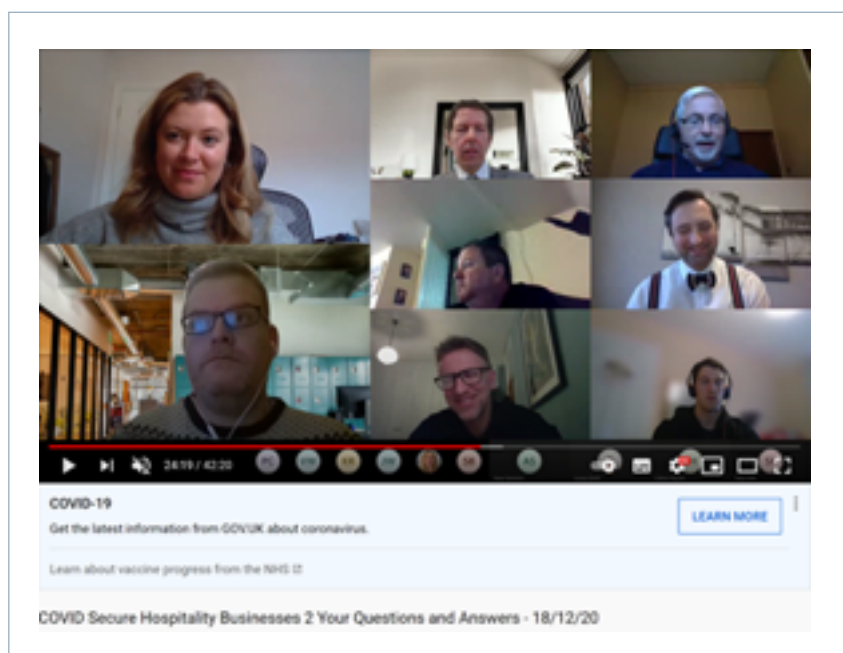 24:19 / 42:20
COVID-19
Get the latest information from GOV.UK about coronavirus.
LEARN MORE
Learn about vaccine progress from the NHS
COVID Secure Hospitality Businesses 2 Your Questions and Answers - 18/12/20